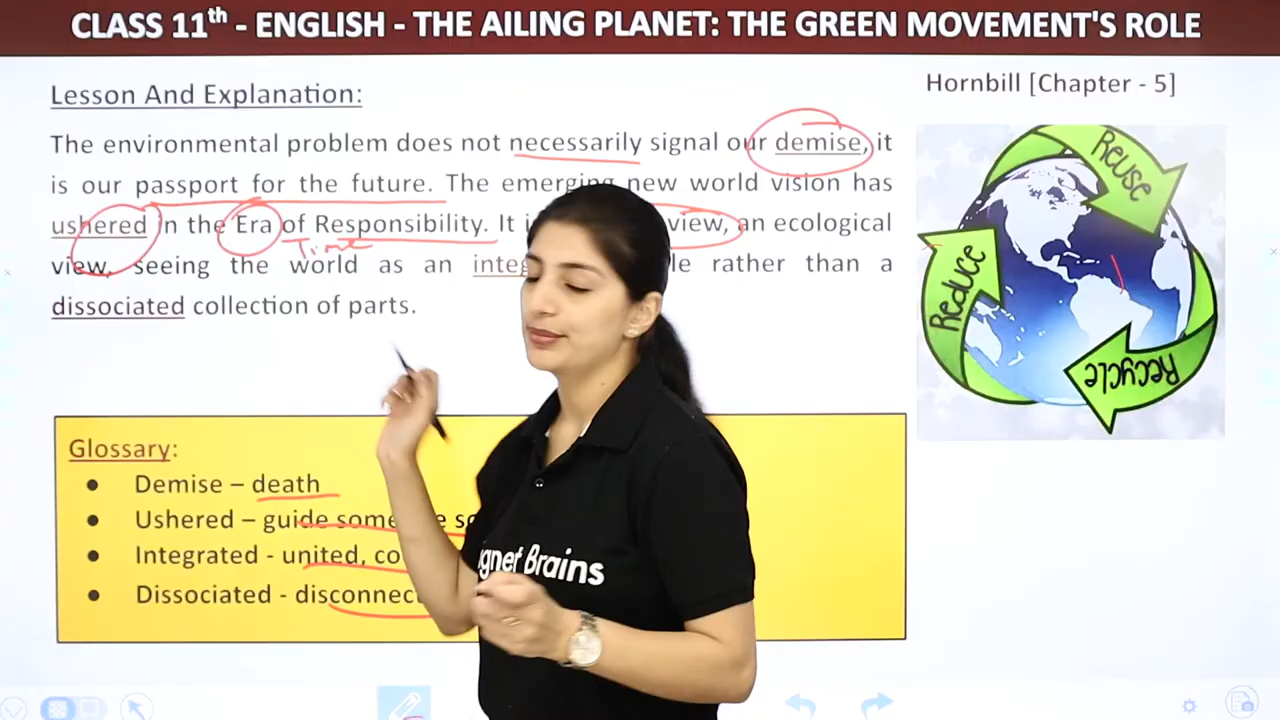 CLASS 11th - ENGLISH - THE AILING PLANET: THE GREEN MOVEMENT'S ROLE
Lesson And Explanation:
Hornbill [Chapter - 5]
The environmental problem does not necessarily signal our demise, it
is our passport for the future. The emerging new world vision has
ushered in the Era of Responsibility. It view, an ecological
Time
view, seeing the world as an rather than a
dissociated collection of parts.
Reuse
Reduce
Recycle
Glossary:
● Demise – death
● Ushered – guide
● Integrated - united,
● Dissociated -
Brains